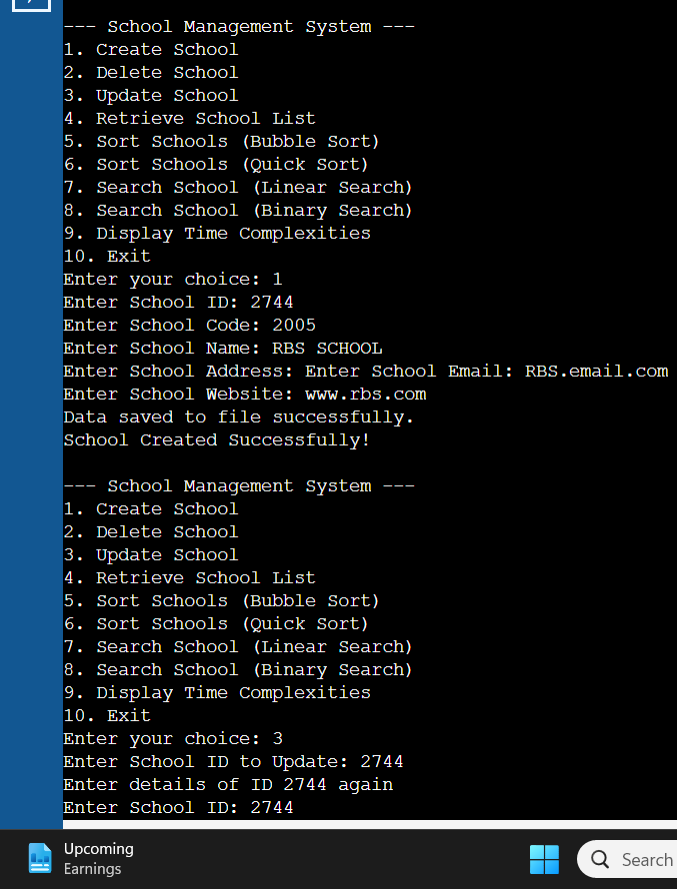 --- School Management System ---
1. Create School
2. Delete School
3. Update School
4. Retrieve School List
5. Sort Schools (Bubble Sort)
6. Sort Schools (Quick Sort)
7. Search School (Linear Search)
8. Search School (Binary Search)
9. Display Time Complexities
10. Exit
Enter your choice: 1
Enter School ID: 2744
Enter School Code: 2005
Enter School Name: RBS SCHOOL
Enter School Address: Enter School Email: RBS.email.com
Enter School Website: www.rbs.com
Data saved to file successfully.
School Created Successfully!

--- School Management System ---
1. Create School
2. Delete School
3. Update School
4. Retrieve School List
5. Sort Schools (Bubble Sort)
6. Sort Schools (Quick Sort)
7. Search School (Linear Search)
8. Search School (Binary Search)
9. Display Time Complexities
10. Exit
Enter your choice: 3
Enter School ID to Update: 2744
Enter details of ID 2744 again
Enter School ID: 2744
Upcoming
Earnings
Search